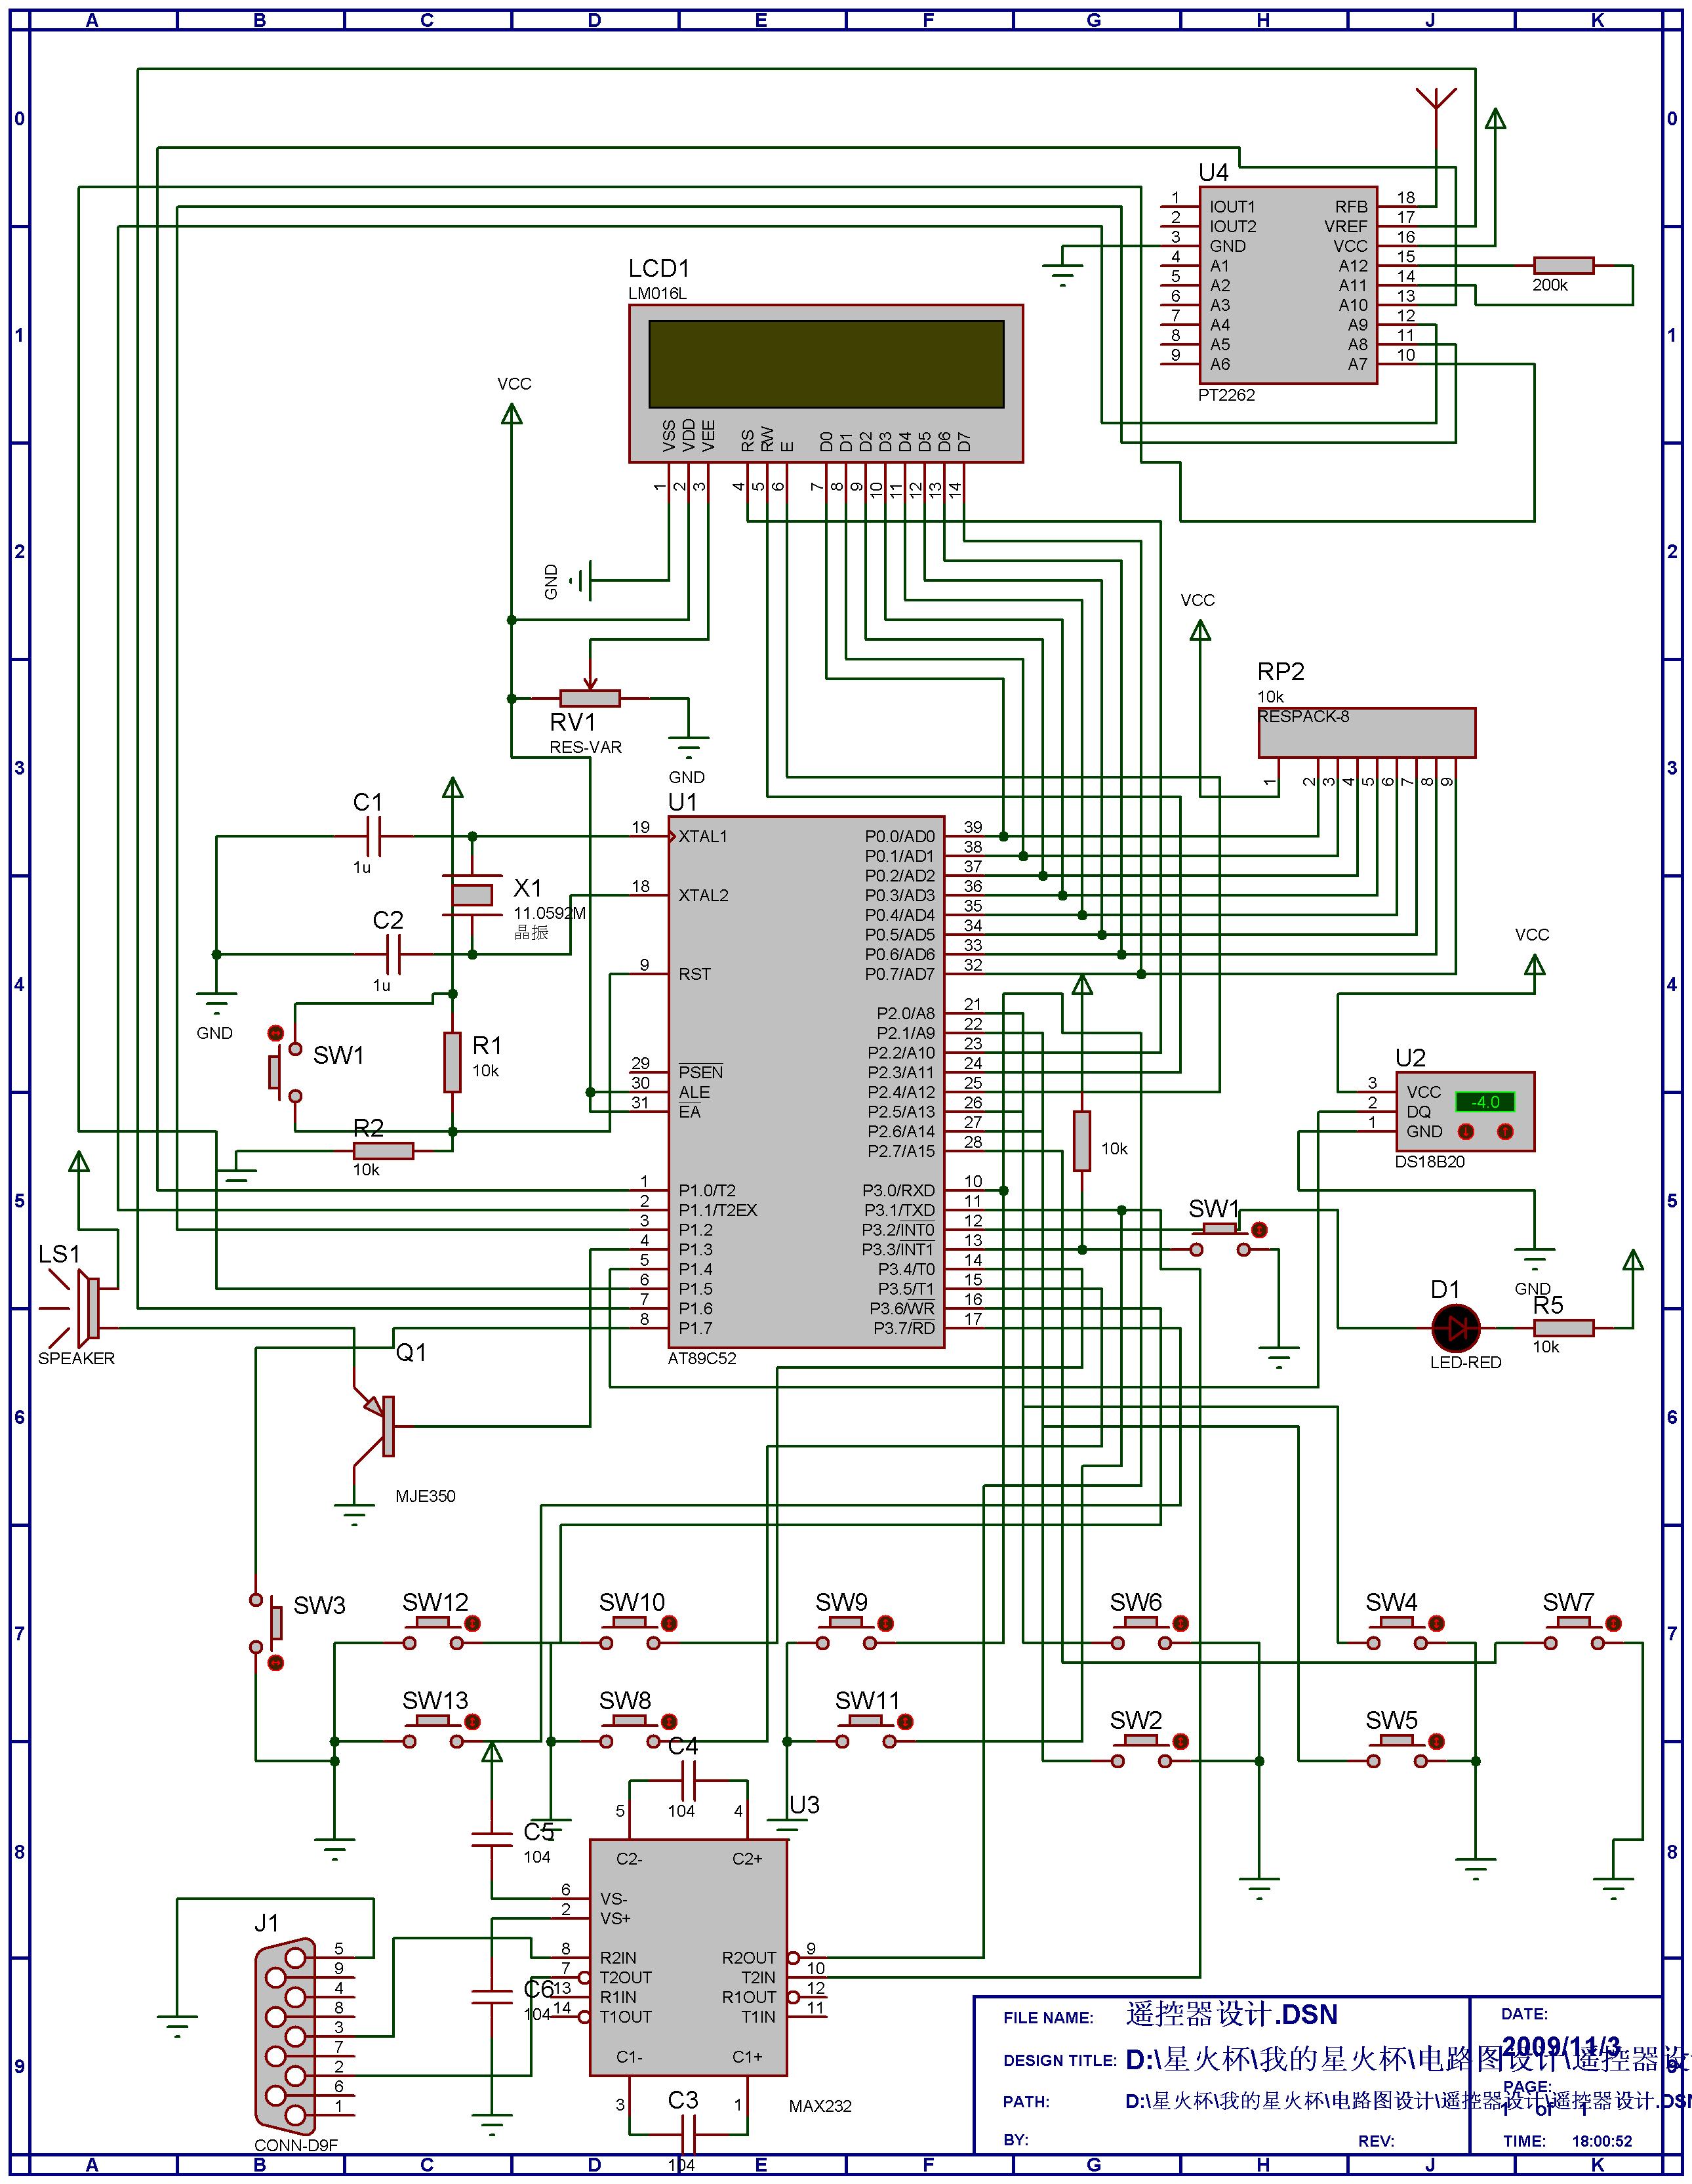 A B C D E F G H J K
0 0
1 1
2 2
3 3
4 4
5 5
6 6
7 7
8 8
9 9
U4
1 IOUT1 RFB 18
2 IOUT2 VREF 17
3 GND VCC 16
4 A1 A12 15
5 A2 A11 14
6 A3 A10 13
7 A4 A9 12
8 A5 A8 11
9 A6 A7 10
PT2262
200k
LCD1
LM016L
VSS VDD VEE RS RW E D0 D1 D2 D3 D4 D5 D6 D7
1 2 3 4 5 6 7 8 9 10 11 12 13 14
VCC
GND
RV1
RES-VAR
GND
VCC
RP2
10k
RESPACK-8
1 2 3 4 5 6 7 8 9
C1
1u
C2
1u
X1
11.0592M
晶振
GND
SW1
R1
10k
R2
10k
U1
19 XTAL1 P0.0/AD0 39
P0.1/AD1 38
P0.2/AD2 37
18 XTAL2 P0.3/AD3 36
P0.4/AD4 35
P0.5/AD5 34
P0.6/AD6 33
9 RST P0.7/AD7 32
P2.0/A8 21
P2.1/A9 22
P2.2/A10 23
29 PSEN P2.3/A11 24
30 ALE P2.4/A12 25
31 EA P2.5/A13 26
P2.6/A14 27
P2.7/A15 28
1 P1.0/T2 P3.0/RXD 10
2 P1.1/T2EX P3.1/TXD 11
3 P1.2 P3.2/INT0 12
4 P1.3 P3.3/INT1 13
5 P1.4 P3.4/T0 14
6 P1.5 P3.5/T1 15
7 P1.6 P3.6/WR 16
8 P1.7 P3.7/RD 17
AT89C52
10k
VCC
U2
3 VCC
2 DQ
1 GND
-4.0
DS18B20
GND
SW1
D1
LED-RED
R5
10k
LS1
SPEAKER
Q1
MJE350
SW3
SW12
SW10
SW9
SW6
SW4
SW7
SW13
SW8
SW11
SW2
SW5
C4
104
C5
104
C6
104
U3
5 4
C2- C2+
6 VS-
2 VS+
8 R2IN R2OUT 9
7 T2OUT T2IN 10
13 R1IN R1OUT 12
14 T1OUT T1IN 11
C1- C1+
3 1
MAX232
C3
104
J1
5
9
4
8
3
7
2
6
1
CONN-D9F
FILE NAME: 遥控器设计.DSN
DATE:
2009/11/3
DESIGN TITLE: D:\星火杯\我的星火杯\电路图设计\遥控器设
PAGE:
PATH: D:\星火杯\我的星火杯\电路图设计\遥控器设计\遥控器设计.DSN
1 of 1
BY: REV: TIME: 18:00:52
A B C D E F G H J K